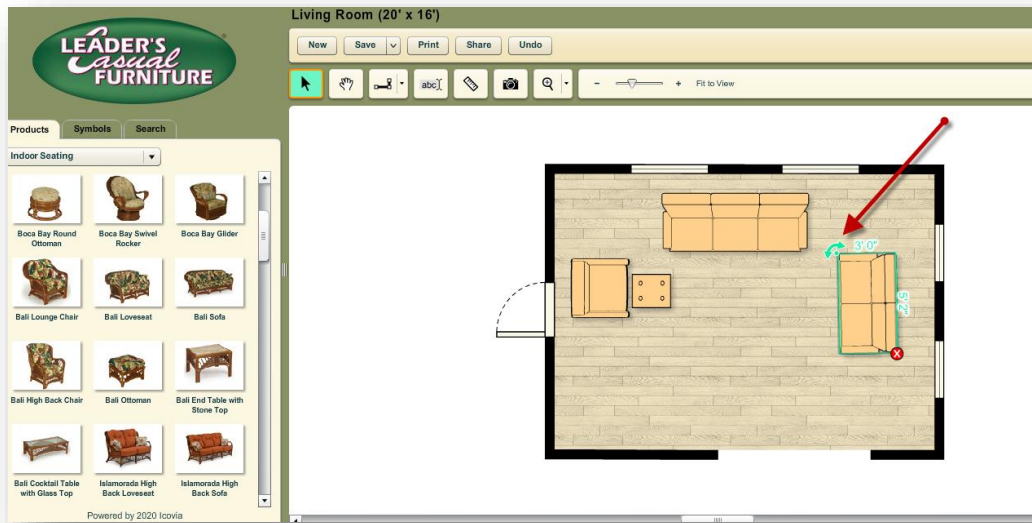 Living Room (20' x 16')
LEADER'S
Casual
FURNITURE
New
Save
Print
Share
Undo
abc
Fit to View
Products
Symbols
Search
Indoor Seating
Boca Bay Round
Ottoman
Boca Bay Swivel
Rocker
Boca Bay Glider
Bali Lounge Chair
Bali Loveseat
Bali Sofa
Bali High Back Chair
Bali Ottoman
Bali End Table with
Stone Top
Bali Cocktail Table
with Glass Top
Islamorada High
Back Loveseat
Islamorada High
Back Sofa
Powered by 2020 Icovia
3' 0"
5' 2"